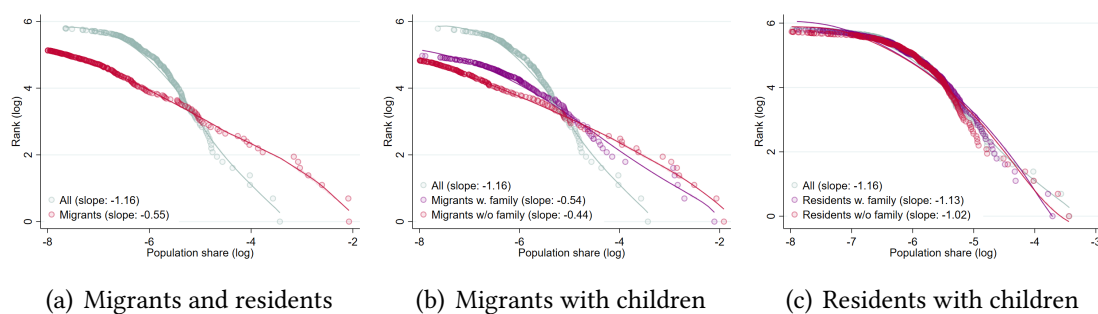 6
4
2
0
Rank (log)
All (slope: -1.16)
Migrants (slope: -0.55)
-8 -6 -4 -2
Population share (log)
(a) Migrants and residents
6
4
2
0
Rank (log)
All (slope: -1.16)
Migrants w. family (slope: -0.54)
Migrants w/o family (slope: -0.44)
-8 -6 -4 -2
Population share (log)
(b) Migrants with children
6
4
2
0
Rank (log)
All (slope: -1.16)
Residents w. family (slope: -1.13)
Residents w/o family (slope: -1.02)
-8 -7 -6 -5 -4 -3
Population share (log)
(c) Residents with children